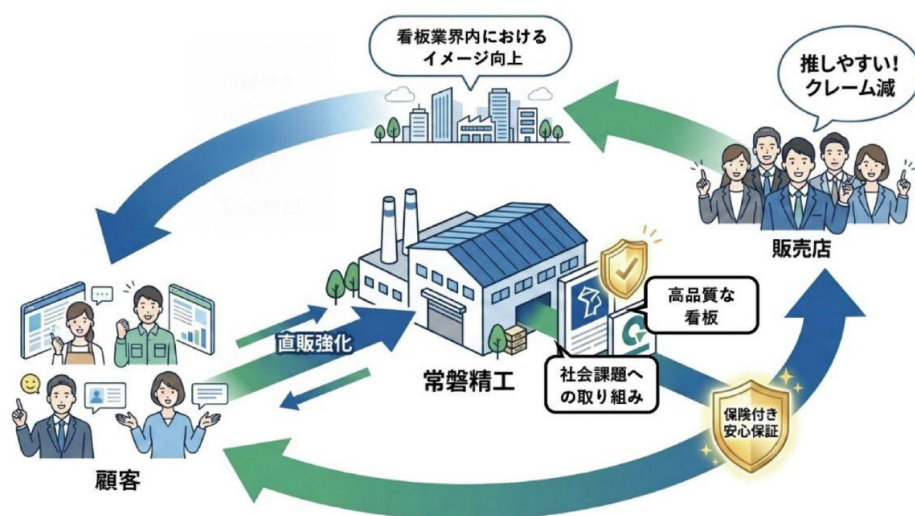 看板業界内における
イメージ向上
推しやすい!
クレーム減
販売店
高品質な
看板
直販強化
常磐精工
社会課題へ
の取り組み
保険付き
安心保証
顧客